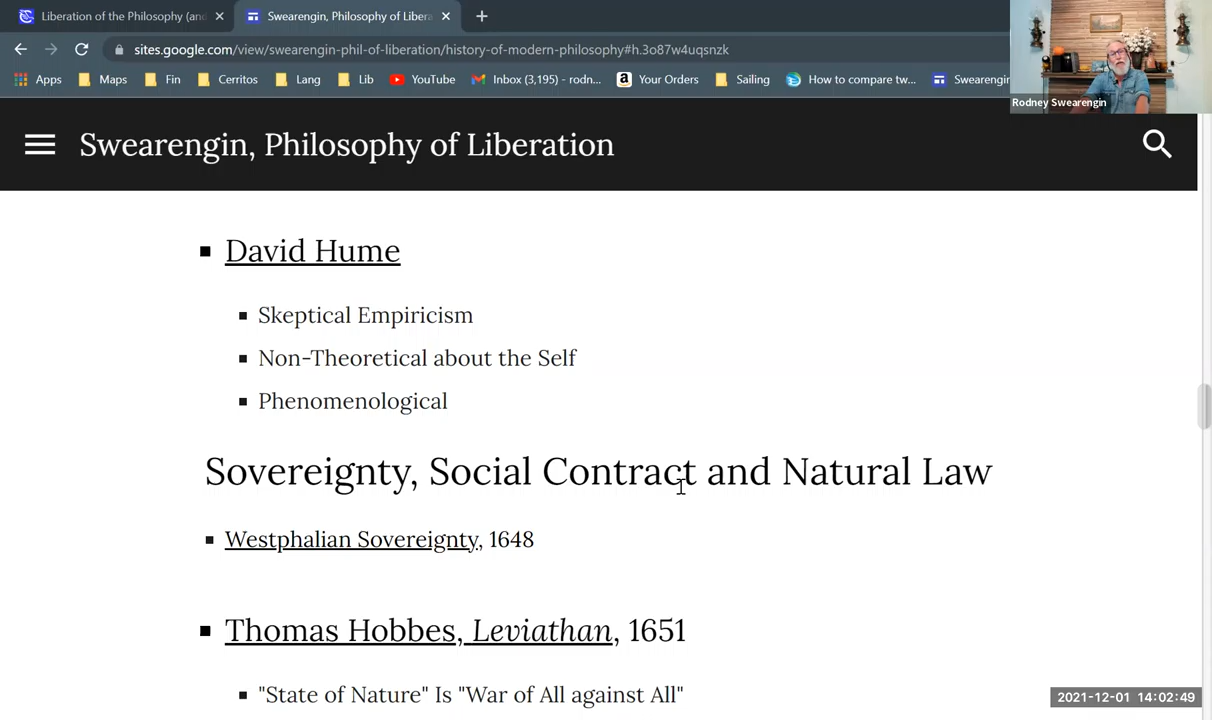 Liberation of the Philosophy (and
Swearengin, Philosophy of Libera
sites.google.com/view/swearengin-phil-of-liberation/history-of-modern-philosophy#h.3o87w4uqsnzk
Apps Maps Fin Cerritos Lang Lib YouTube Inbox (3,195) - rodn... Your Orders Sailing How to compare tw... Swearengin
Rodney Swearengin
Swearengin, Philosophy of Liberation
David Hume
Skeptical Empiricism
Non-Theoretical about the Self
Phenomenological
Sovereignty, Social Contract and Natural Law
Westphalian Sovereignty, 1648
Thomas Hobbes, Leviathan, 1651
"State of Nature" Is "War of All against All"
2021-12-01 14:02:49